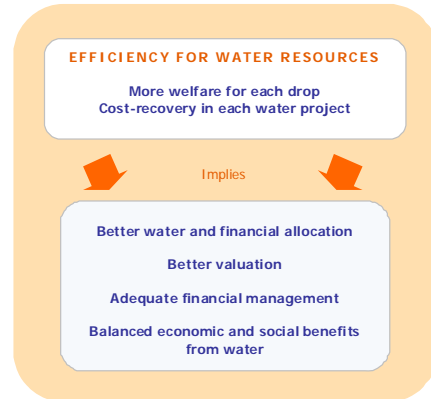 EFFICIENCY FOR WATER RESOURCES
More welfare for each drop
Cost-recovery in each water project
Implies
Better water and financial allocation
Better valuation
Adequate financial management
Balanced economic and social benefits
from water